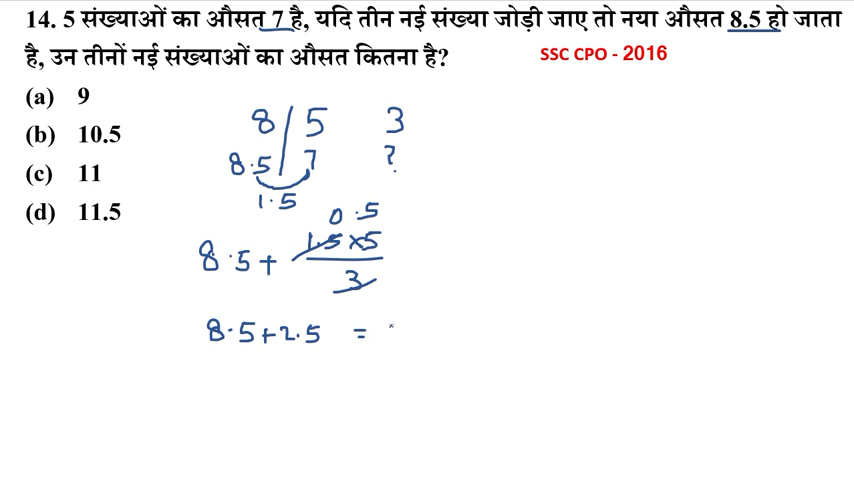 14. 5 संख्याओं का औसत 7 है, यदि तीन नई संख्या जोड़ी जाए तो नया औसत 8.5 हो जाता
है, उन तीनों नई संख्याओं का औसत कितना है? SSC CPO - 2016
(a) 9
(b) 10.5
(c) 11
(d) 11.5
8 | 5 3
8.5 | 7 ?
1.5
0.5
1.5×5
8.5+
3
8.5+2.5 =